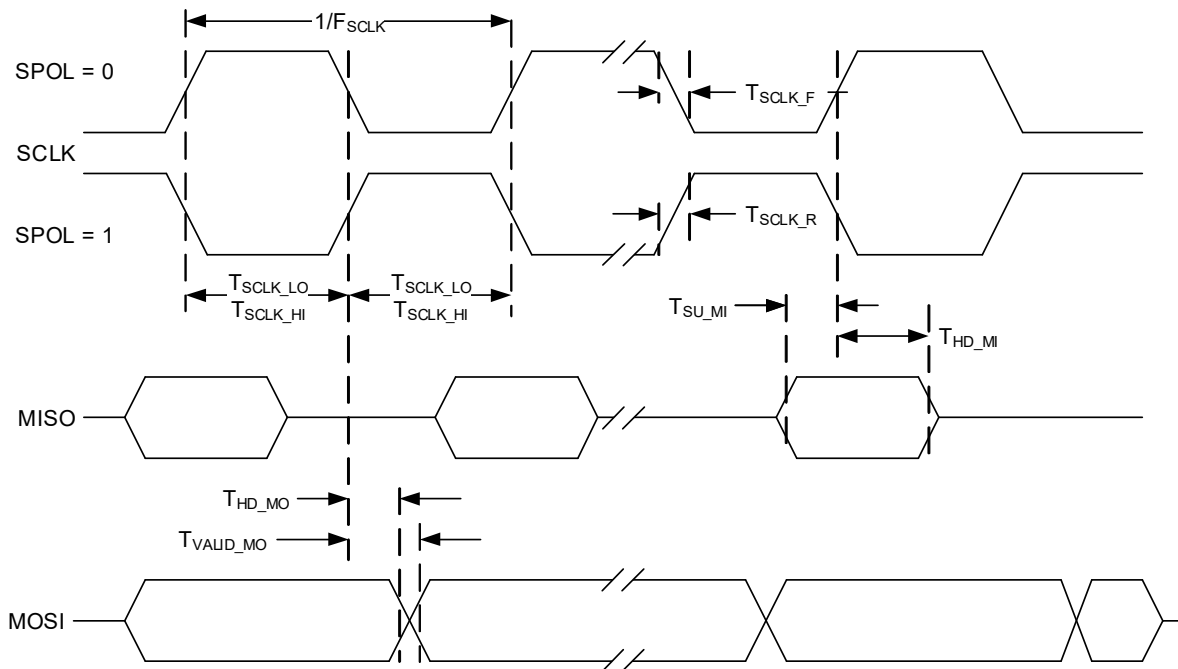 1/FSCLK
SPOL = 0
TSCLK_F
SCLK
SPOL = 1
TSCLK_R
TSCLK_LO
TSCLK_HI
TSCLK_LO
TSCLK_HI
TSU_MI
THD_MI
MISO
THD_MO
TVALID_MO
MOSI